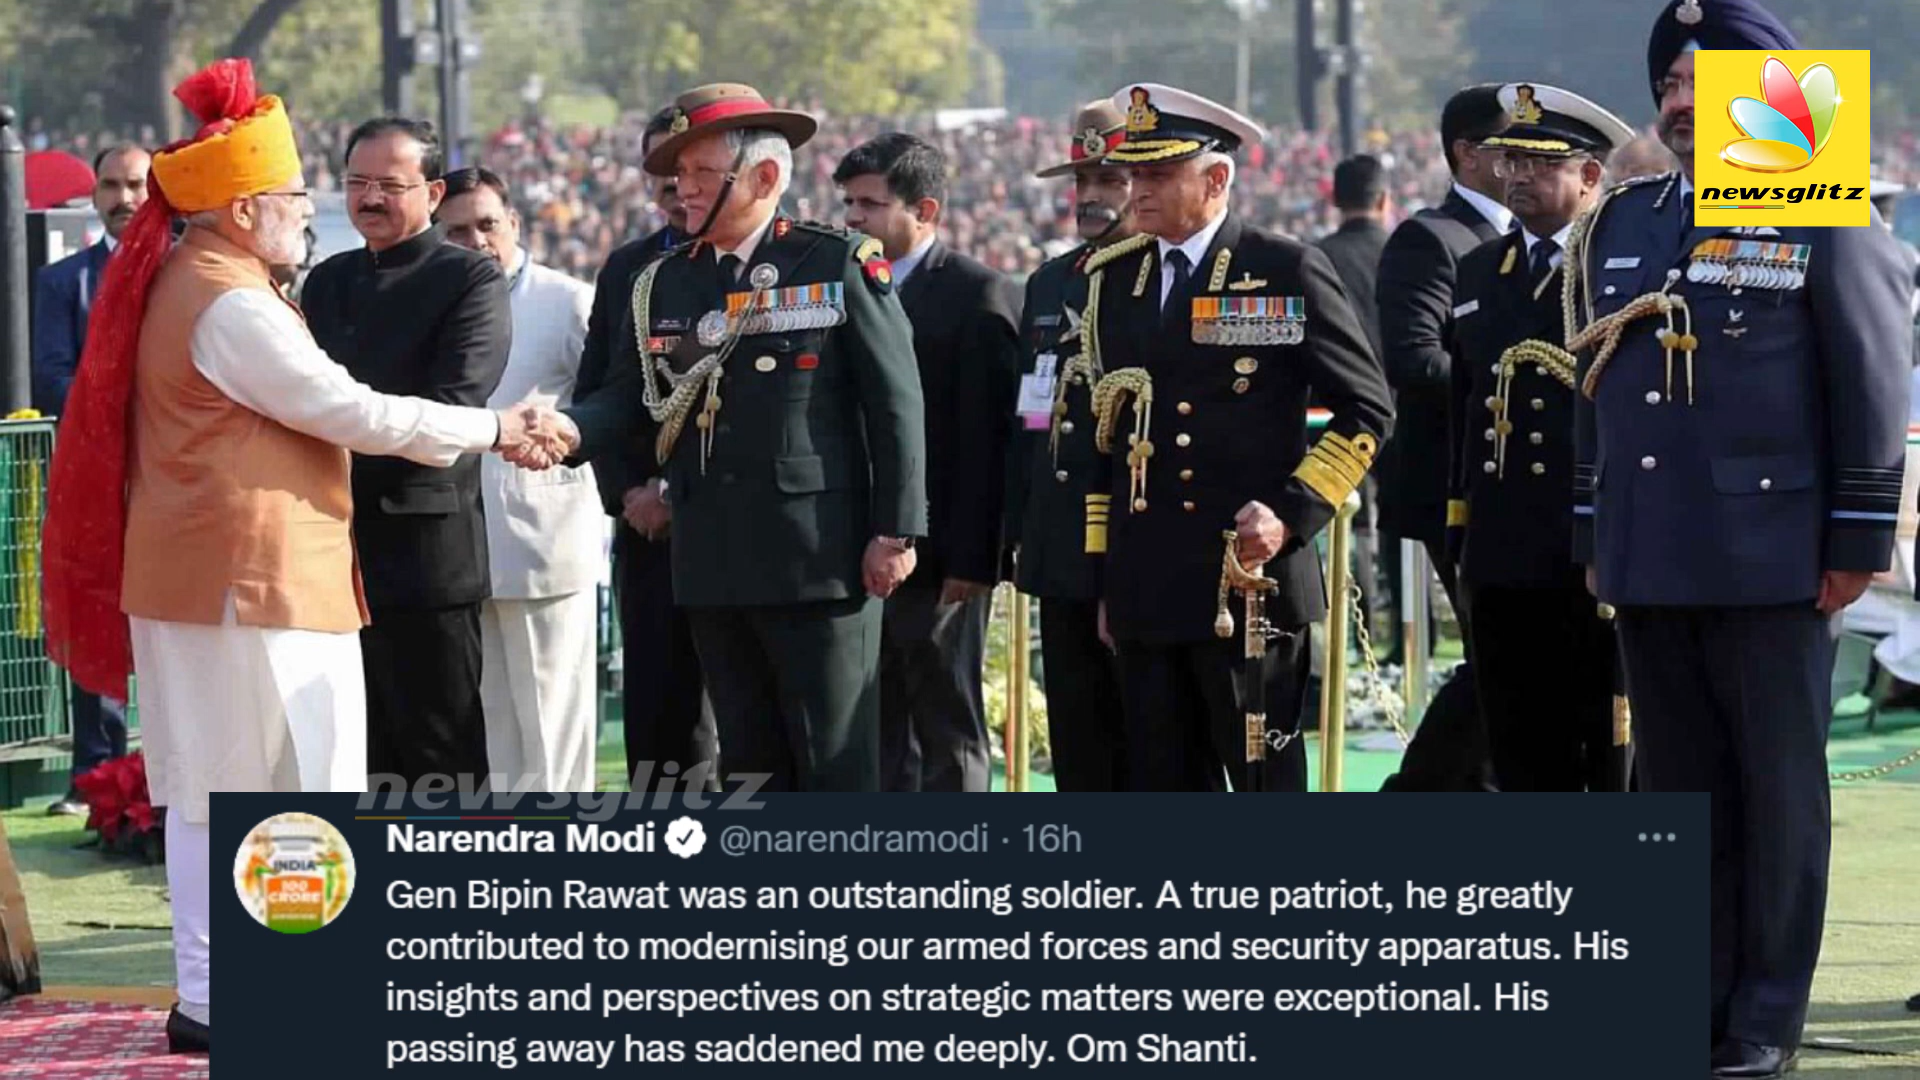 newsglitz
newsglitz
Narendra Modi @narendramodi · 16h
INDIA
100
CRORE
Gen Bipin Rawat was an outstanding soldier. A true patriot, he greatly
contributed to modernising our armed forces and security apparatus. His
insights and perspectives on strategic matters were exceptional. His
passing away has saddened me deeply. Om Shanti.